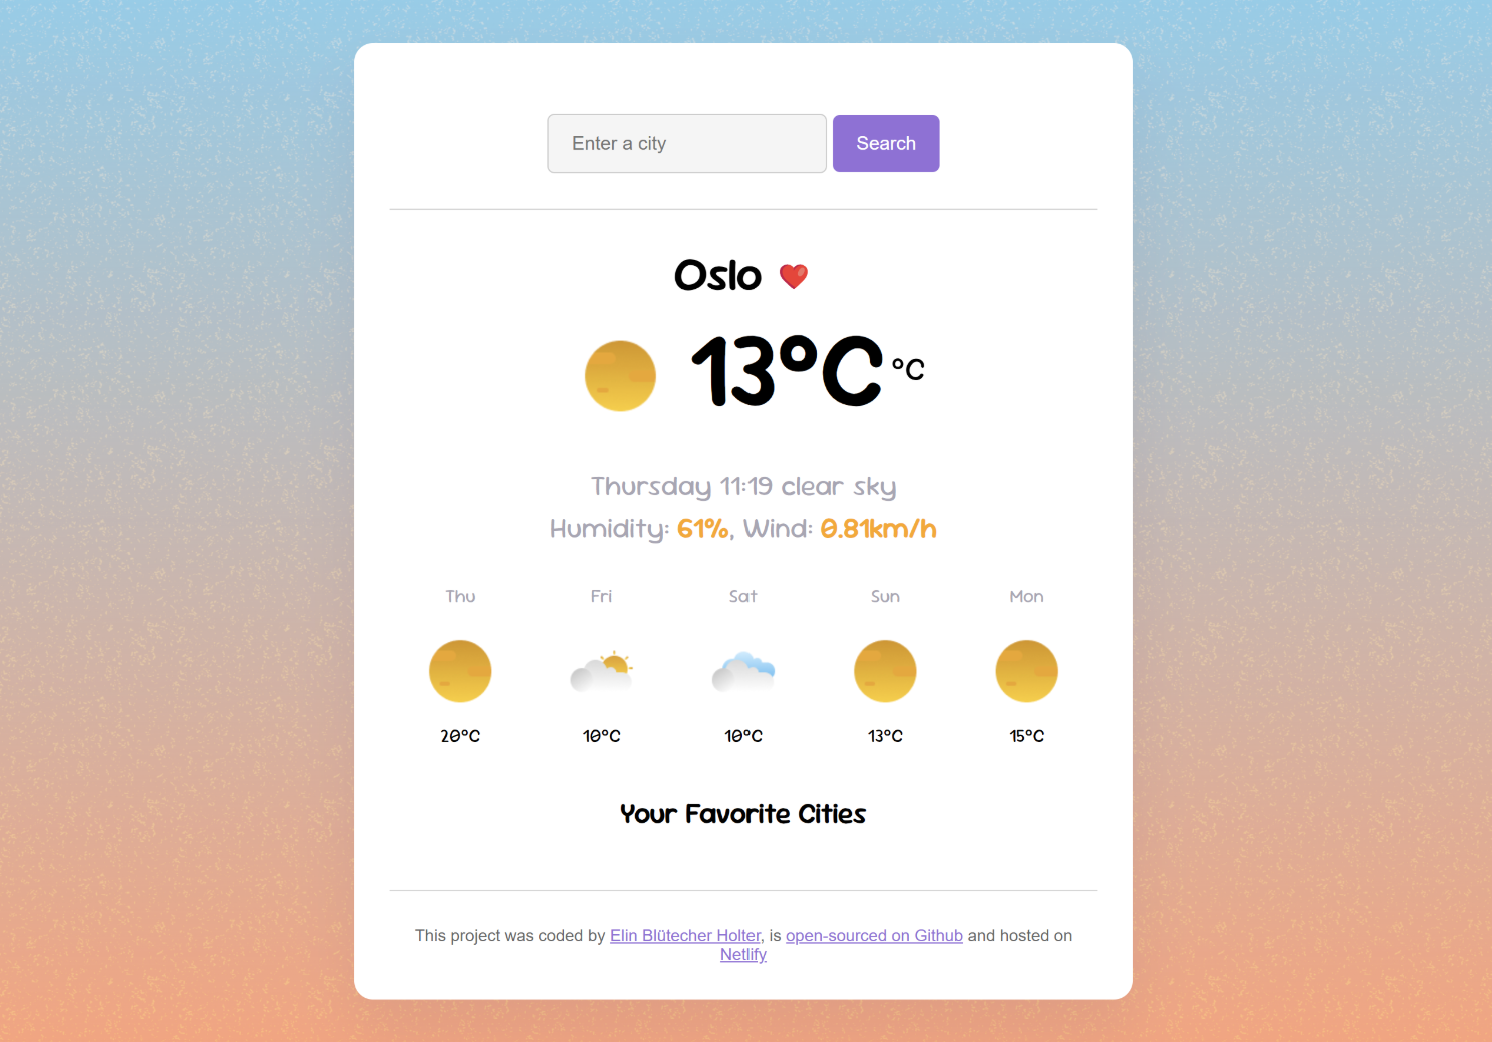 Enter a city
Search
Oslo ❤️
13°C °C
Thursday 11:19 clear sky
Humidity: 61%, Wind: 0.81km/h
Thu Fri Sat Sun Mon
20°C 10°C 10°C 13°C 15°C
Your Favorite Cities
This project was coded by Elin Blütecher Holter, is open-sourced on Github and hosted on
Netlify